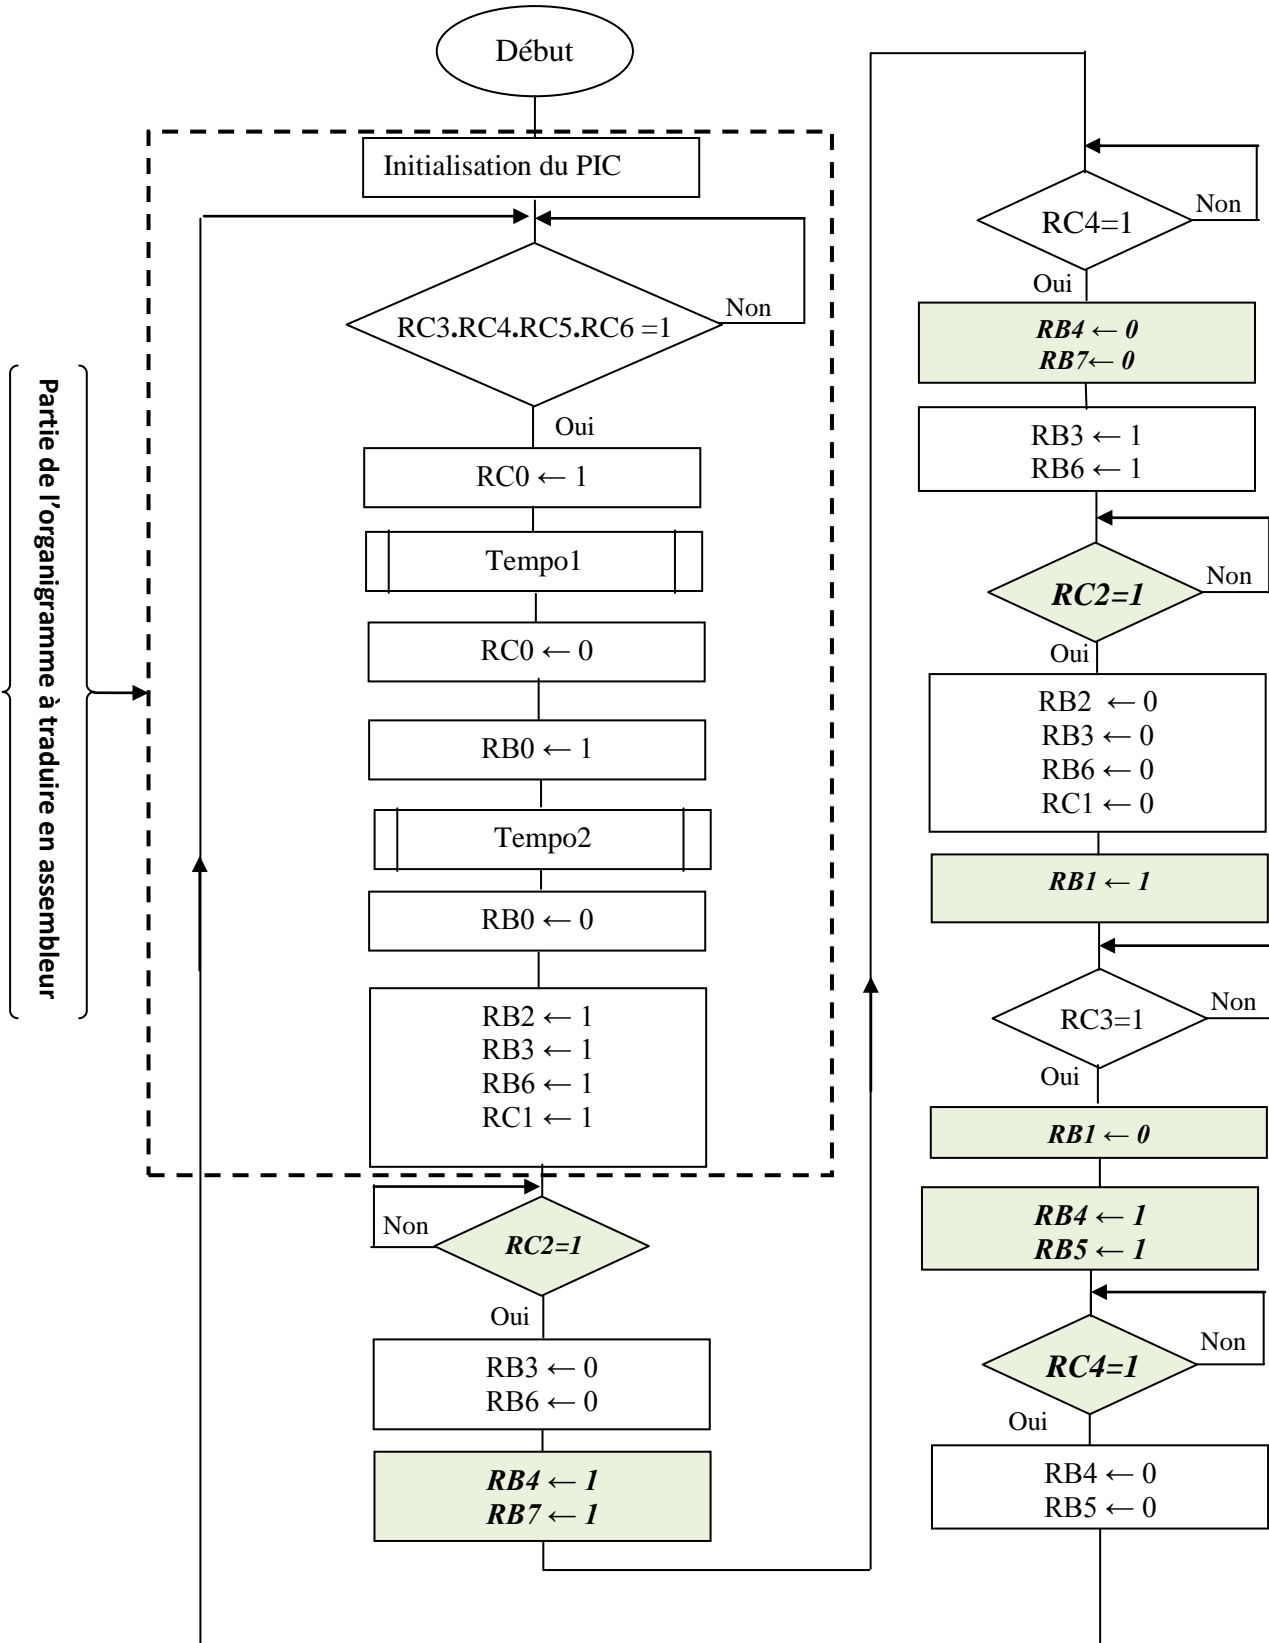 Début
Initialisation du PIC
RC3.RC4.RC5.RC6 =1
Non
Oui
RC0 ← 1
Tempo1
RC0 ← 0
RB0 ← 1
Tempo2
RB0 ← 0
RB2 ← 1
RB3 ← 1
RB6 ← 1
RC1 ← 1
Partie de l'organigramme à traduire en assembleur
Non
RC2=1
Oui
RB3 ← 0
RB6 ← 0
RB4 ← 1
RB7 ← 1
RC4=1
Non
Oui
RB4 ← 0
RB7← 0
RB3 ← 1
RB6 ← 1
RC2=1
Non
Oui
RB2 ← 0
RB3 ← 0
RB6 ← 0
RC1 ← 0
RB1 ← 1
RC3=1
Non
Oui
RB1 ← 0
RB4 ← 1
RB5 ← 1
RC4=1
Non
Oui
RB4 ← 0
RB5 ← 0